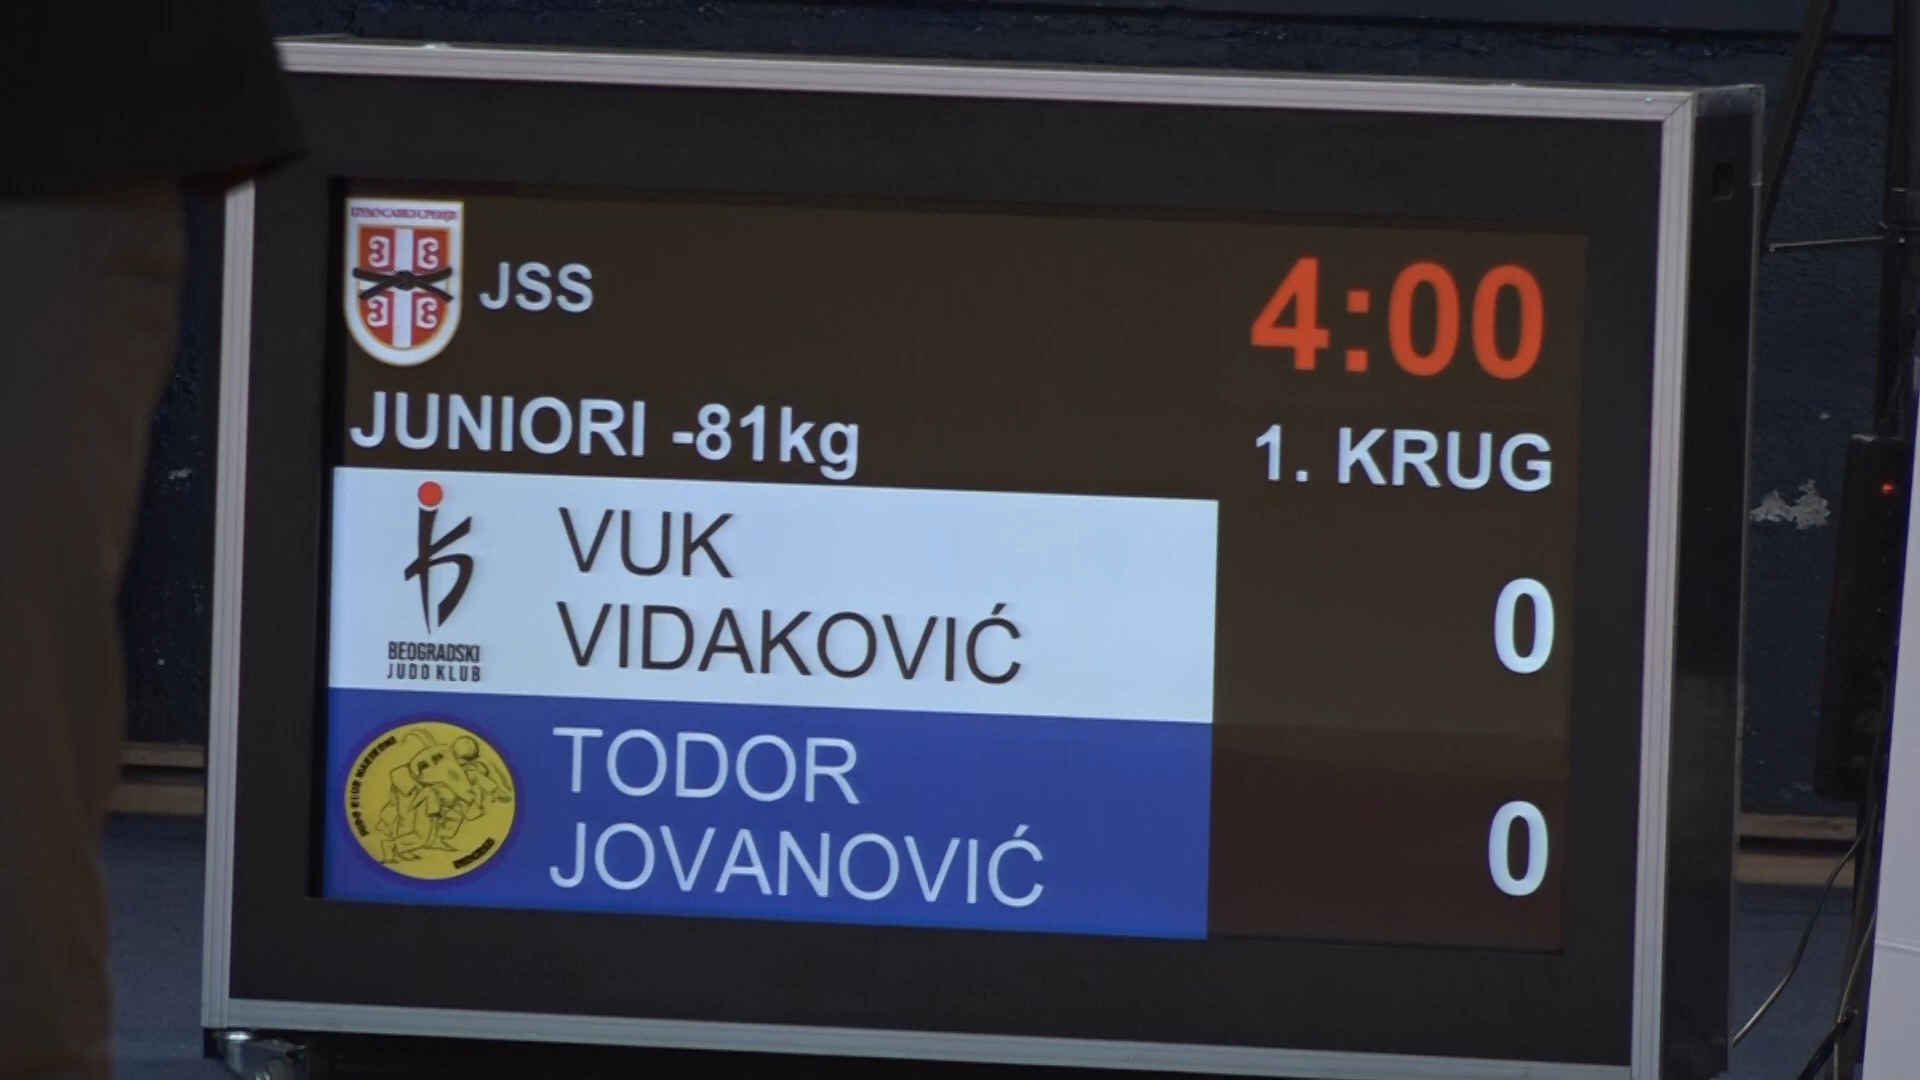 JSS
4:00
JUNIORI -81kg
1. KRUG
VUK
VIDAKOVIĆ
0
BEOGRADSKI
JUDO KLUB
TODOR
JOVANOVIĆ
0